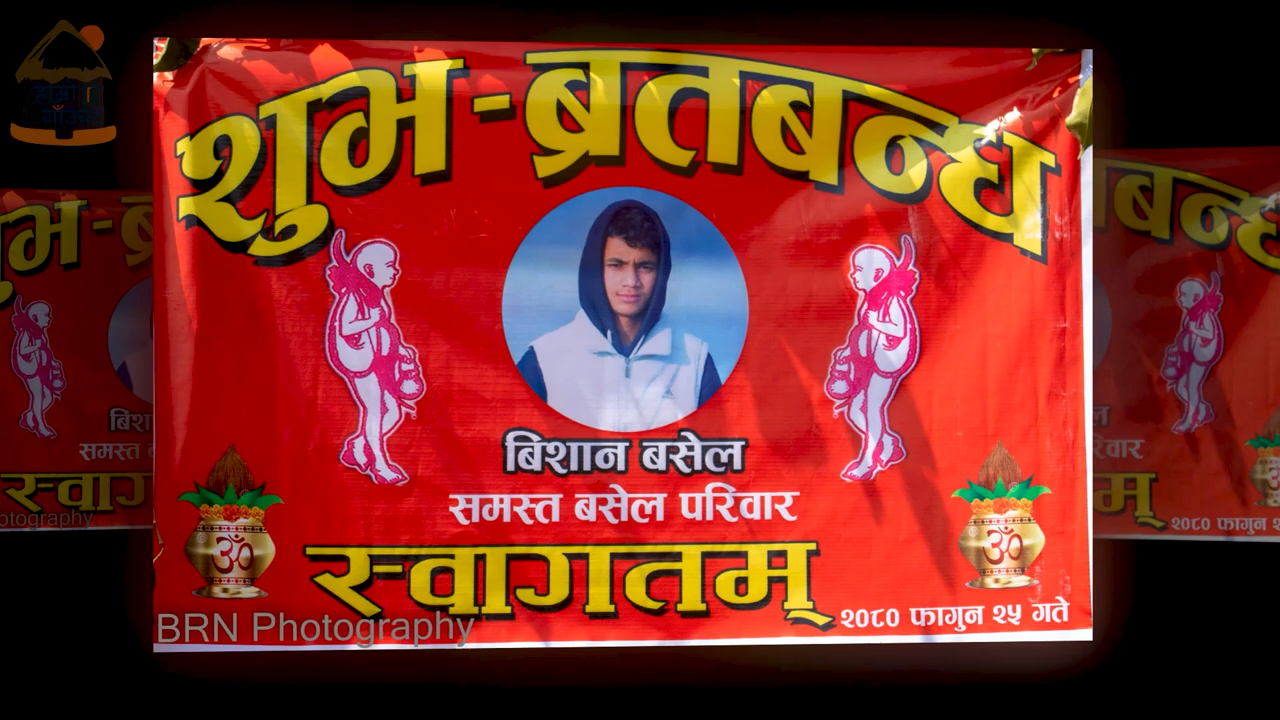 हाम्रो
गाँउ
शुभ-ब्रतबन्ध
बिशान बसेल
समस्त बसेल परिवार
ॐ
ॐ
स्वागतम्
२०८० फागुन २५ गते
BRN Photography